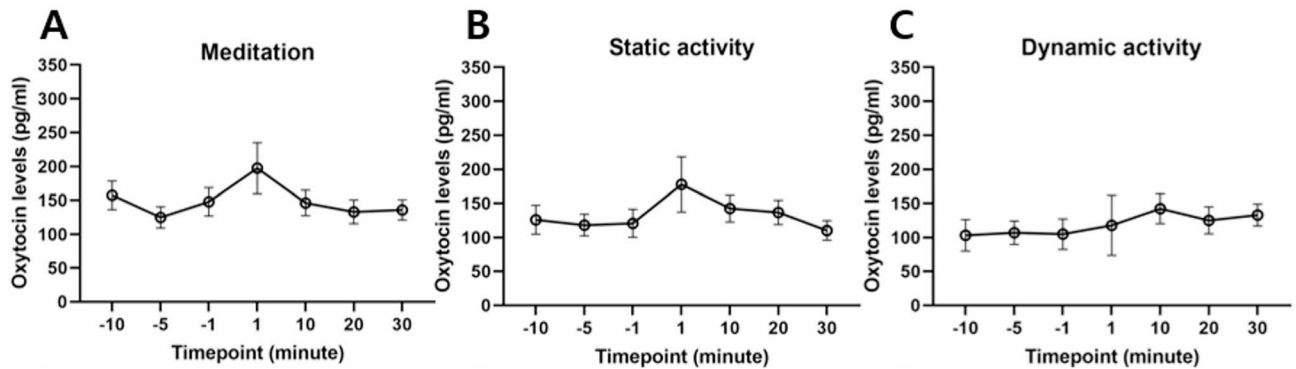 A
Meditation
Oxytocin levels (pg/ml)
350
300
250
200
150
100
50
0
-10 -5 -1 1 10 20 30
Timepoint (minute)
B
Static activity
Oxytocin levels (pg/ml)
350
300
250
200
150
100
50
0
-10 -5 -1 1 10 20 30
Timepoint (minute)
C
Dynamic activity
Oxytocin levels (pg/ml)
350
300
250
200
150
100
50
0
-10 -5 -1 1 10 20 30
Timepoint (minute)